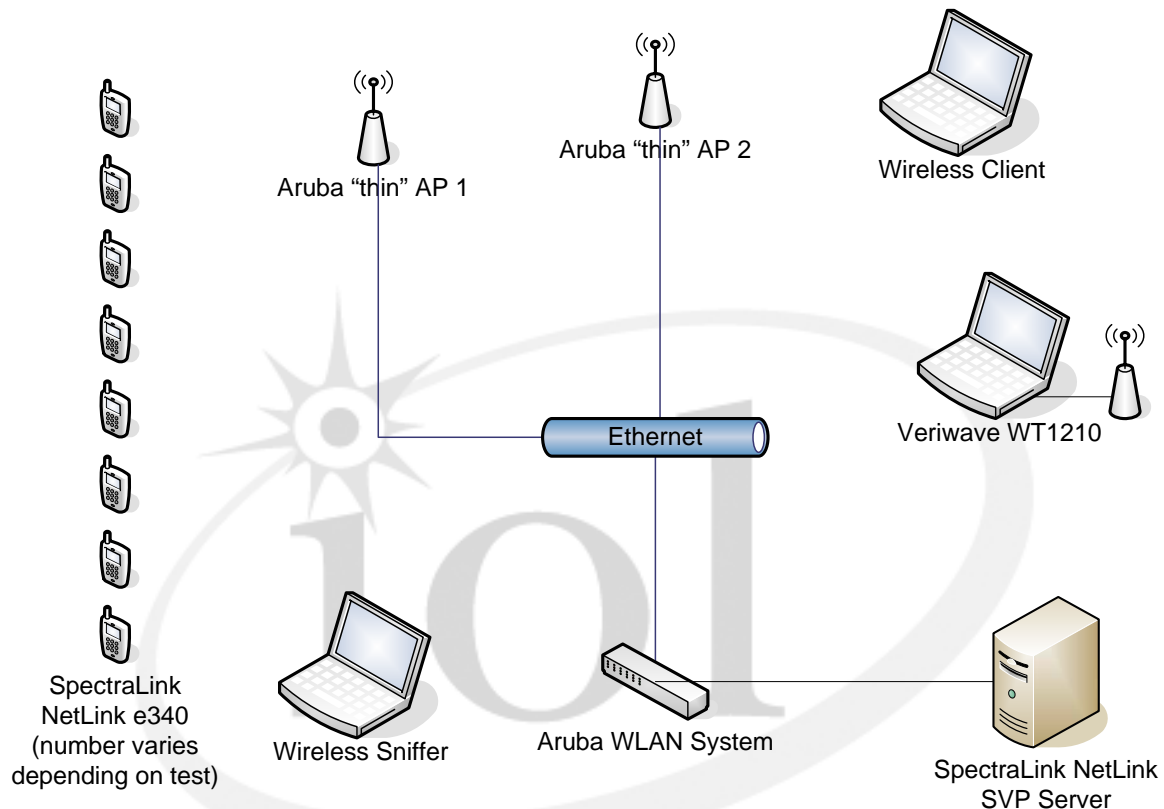 Aruba “thin” AP 1
Aruba “thin” AP 2
Wireless Client
Ethernet
Veriwave WT1210
SpectraLink
NetLink e340
(number varies
depending on test)
Wireless Sniffer
Aruba WLAN System
SpectraLink NetLink
SVP Server
iol